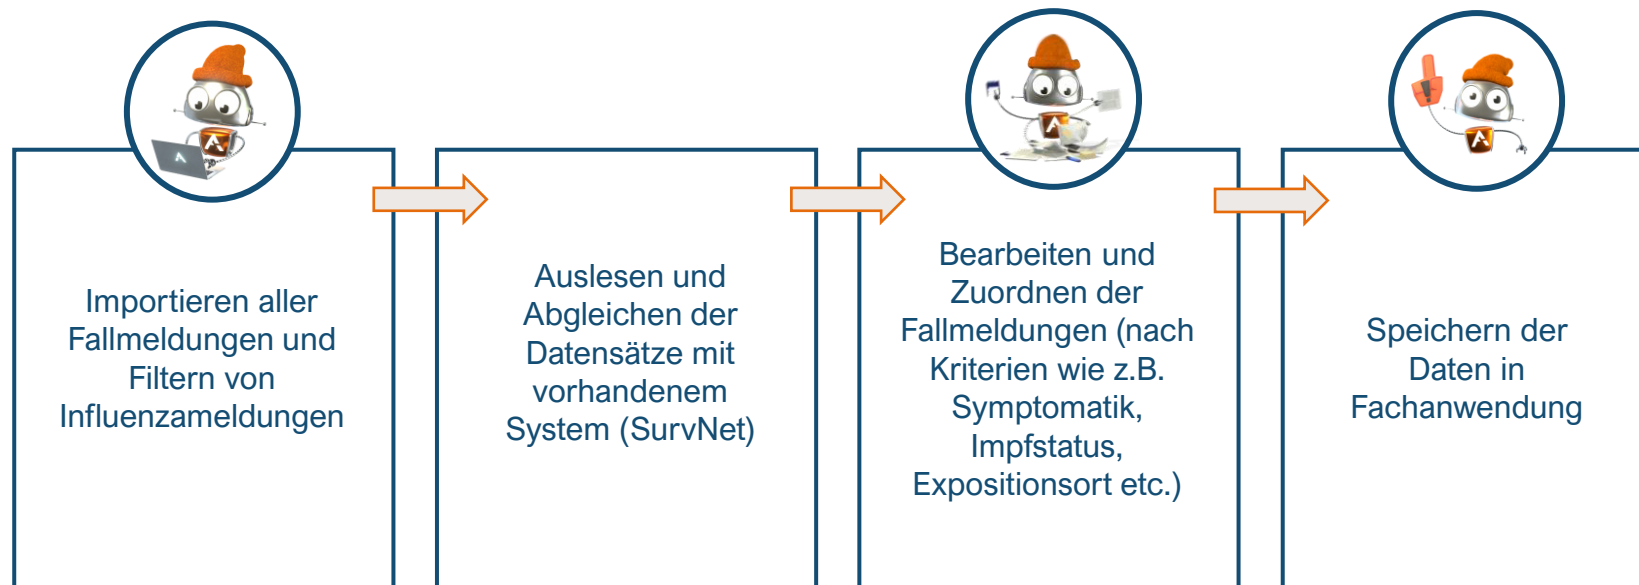 Importieren aller
Fallmeldungen und
Filtern von
Influenzameldungen
Auslesen und
Abgleichen der
Datensätze mit
vorhandenem
System (SurvNet)
Bearbeiten und
Zuordnen der
Fallmeldungen (nach
Kriterien wie z.B.
Symptomatik,
Impfstatus,
Expositionsort etc.)
Speichern der
Daten in
Fachanwendung